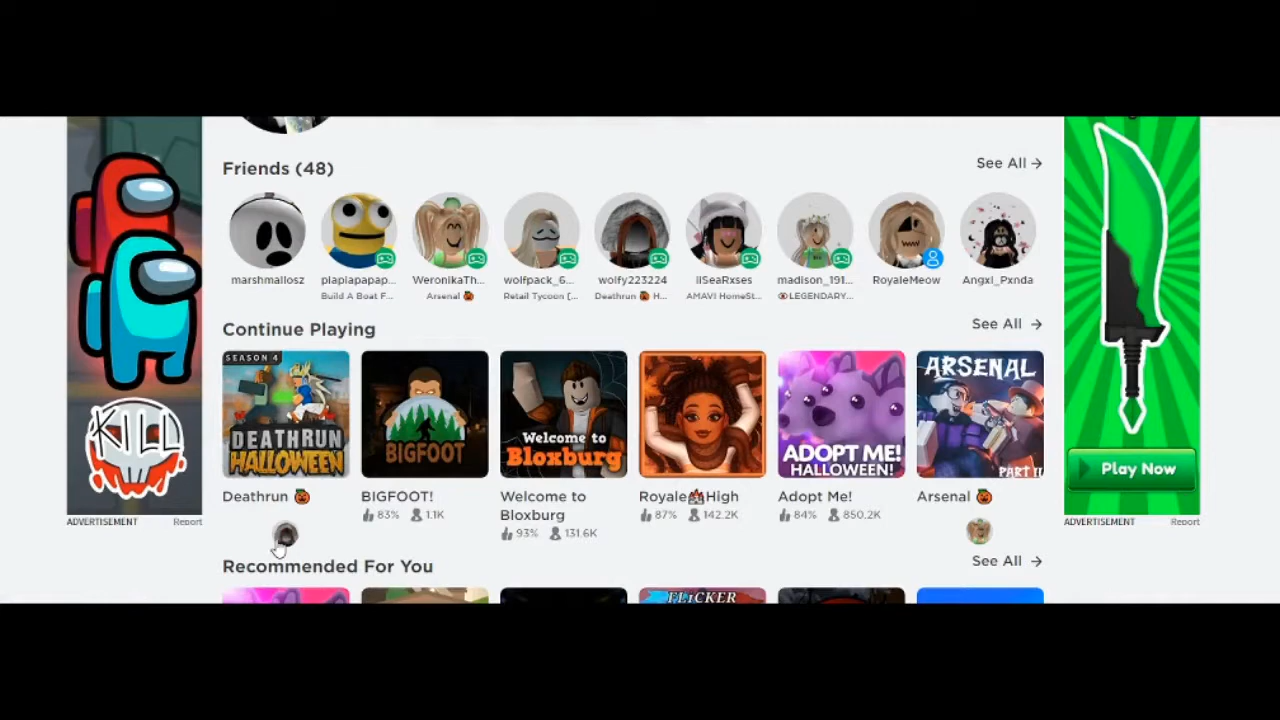 Friends (48)
See All →
marshmallosz
plaplapapap...
WeronikaTh...
wolfpack_6...
wolfy223224
iiSeaRxses
madison_191...
RoyaleMeow
Angxl_Pxnda
Build A Boat F...
Arsenal 🎃
Retail Tycoon [...
Deathrun 🎃 H...
AMAVI HomeSt...
👁LEGENDARY...
Continue Playing
See All →
SEASON 4
DEATHRUN
HALLOWEEN
BIGFOOT
Welcome to
Bloxburg
ADOPT ME!
HALLOWEEN!
ARSENAL
PART II
Deathrun 🎃
BIGFOOT!
83% 1.1K
Welcome to
Bloxburg
93% 131.6K
Royale🏰High
87% 142.2K
Adopt Me!
84% 850.2K
Arsenal 🎃
Recommended For You
See All →
FLICKER
KILL
ADVERTISEMENT Report
Play Now
ADVERTISEMENT Report